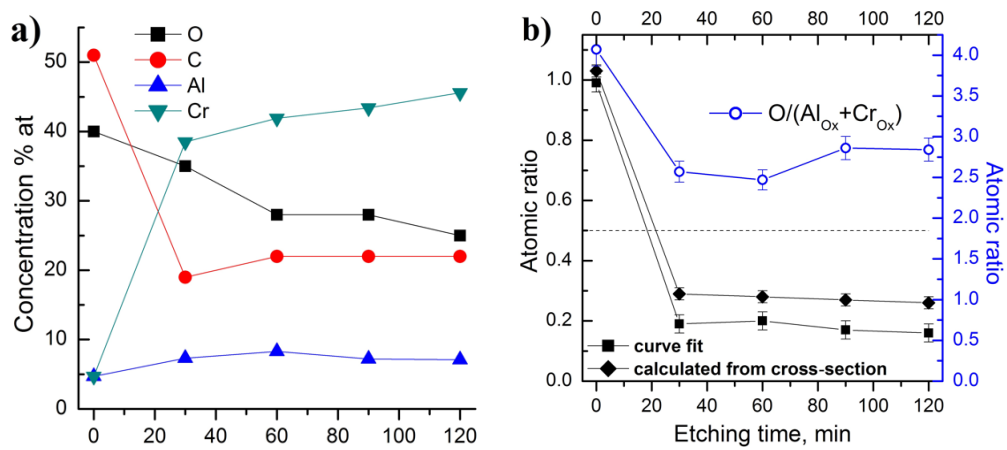 a)
O
C
Al
Cr
Concentration % at
50
40
30
20
10
0
0 20 40 60 80 100 120
b)
0 20 40 60 80 100 120
O/(Al_Ox+Cr_Ox)
Atomic ratio
1.0
0.8
0.6
0.4
0.2
0.0
Atomic ratio
4.0
3.5
3.0
2.5
2.0
1.5
1.0
0.5
0.0
curve fit
calculated from cross-section
0 20 40 60 80 100 120
Etching time, min